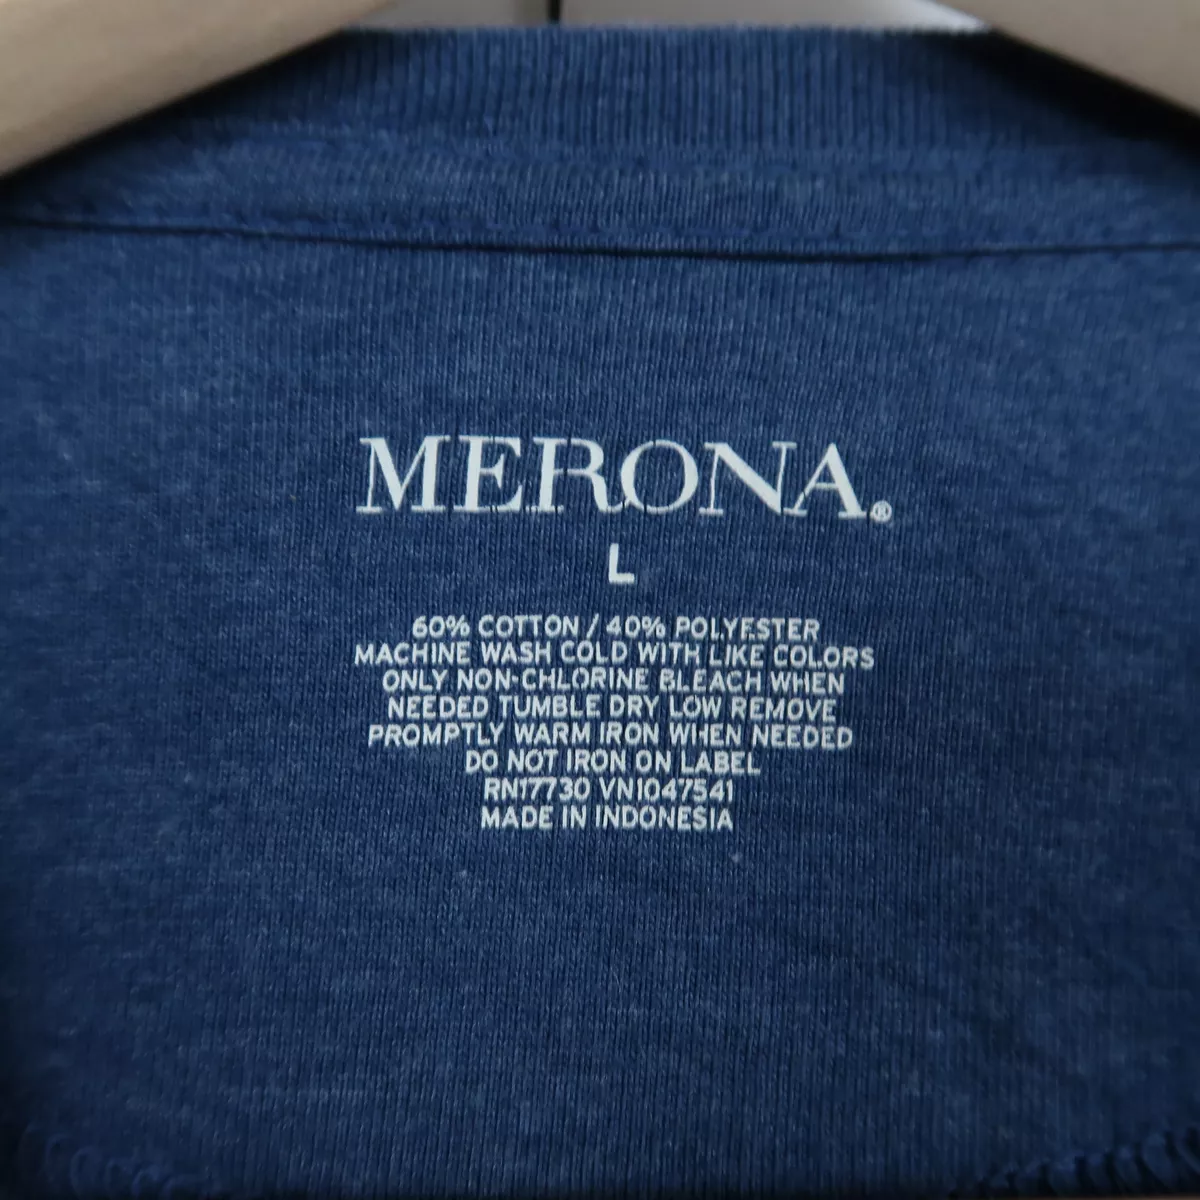 MERONA®
L
60% COTTON / 40% POLYESTER
MACHINE WASH COLD WITH LIKE COLORS
ONLY NON-CHLORINE BLEACH WHEN
NEEDED TUMBLE DRY LOW REMOVE
PROMPTLY WARM IRON WHEN NEEDED
DO NOT IRON ON LABEL
RN17730 VN1047541
MADE IN INDONESIA